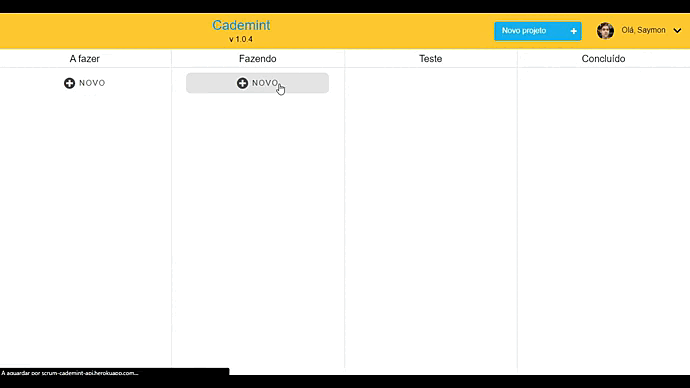 Cademint
v 1.0.4
Novo projeto
Olá, Saymon
A fazer
Fazendo
Teste
Concluído
NOVO
NOVO
A aguardar por scrum-cademint-api.herokuapp.com...